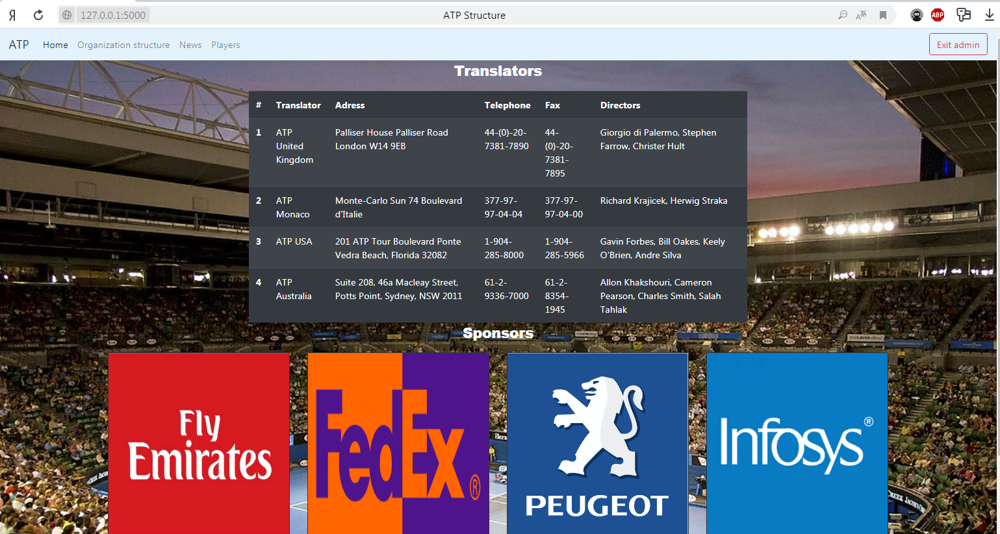 Я 127.0.0.1:5000 ATP Structure ABP
ATP Home Organization structure News Players Exit admin
Translators
# Translator Adress Telephone Fax Directors
1 ATP Palliser House Palliser Road 44-(0)-20- 44- Giorgio di Palermo, Stephen
United London W14 9EB 7381-7890 (0)-20- Farrow, Christer Hult
Kingdom 7381-
7895
2 ATP Monte-Carlo Sun 74 Boulevard 377-97- 377-97- Richard Krajicek, Herwig Straka
Monaco d'Italie 97-04-04 97-04-00
3 ATP USA 201 ATP Tour Boulevard Ponte 1-904- 1-904- Gavin Forbes, Bill Oakes, Keely
Vedra Beach, Florida 32082 285-8000 285-5966 O'Brien, Andre Silva
4 ATP Suite 208, 46a Macleay Street, 61-2- 61-2- Allon Khakshouri, Cameron
Australia Potts Point, Sydney, NSW 2011 9336-7000 8354- Pearson, Charles Smith, Salah
1945 Tahlak
Sponsors
Fly
Emirates
FedEx®
PEUGEOT
Infosys®